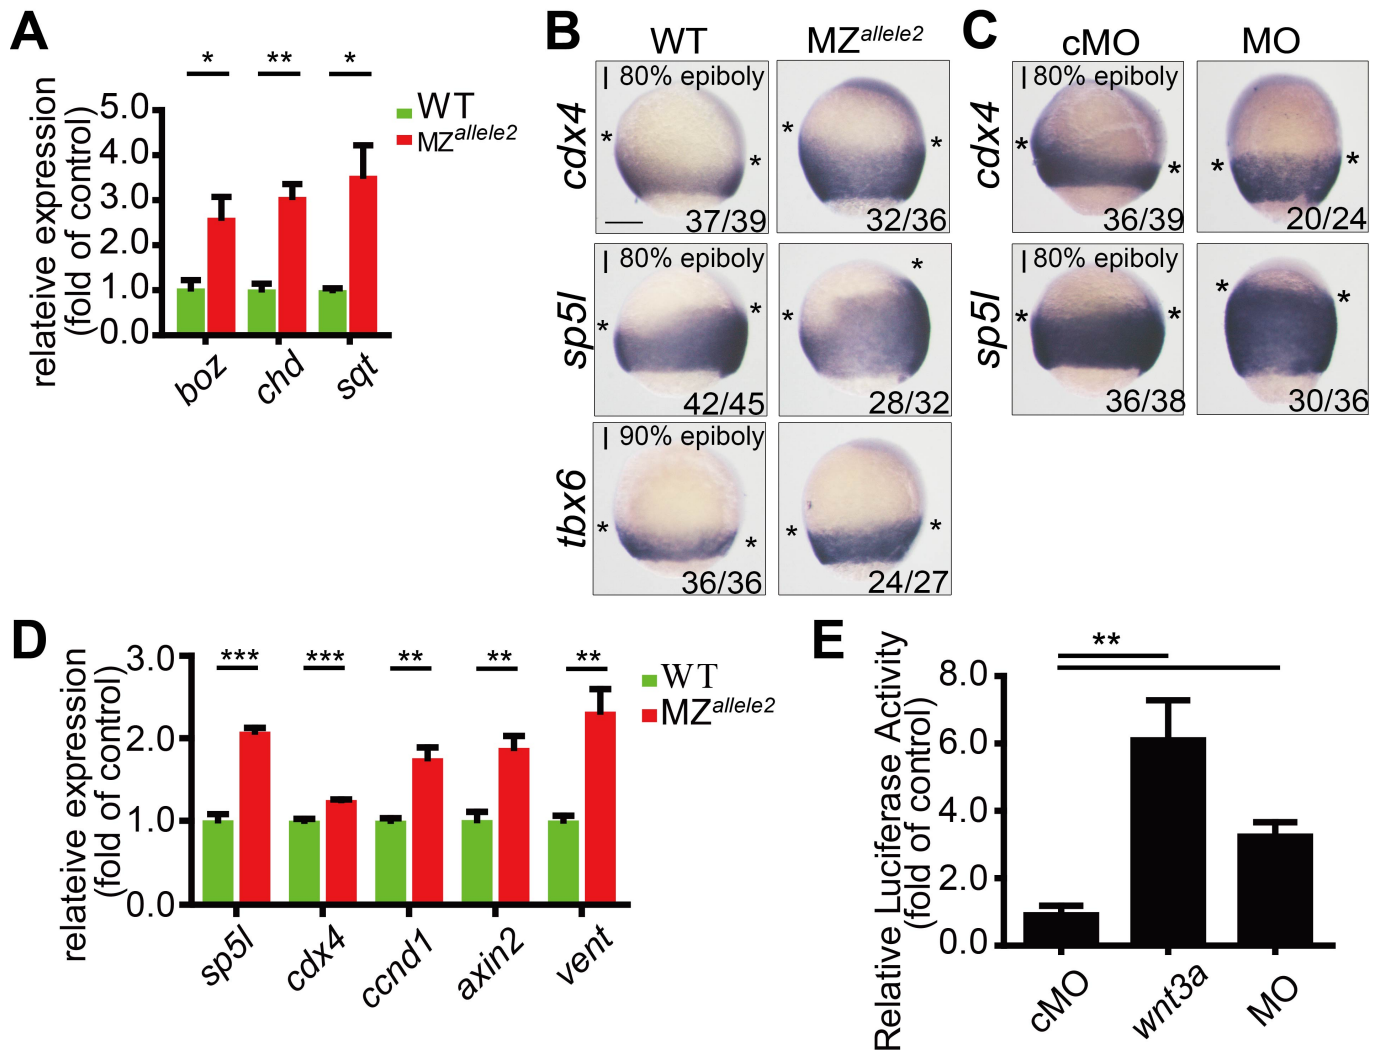 A
relateive expression
(fold of control)
5.0
4.0
3.0
2.0
1.0
0.0
* ** *
WT
MZallele2
boz chd sqt
B
WT MZallele2
cdx4
80% epiboly
* * * *
37/39 32/36
sp5l
80% epiboly
* * * *
42/45 28/32
tbx6
90% epiboly
* * * *
36/36 24/27
C
cMO MO
cdx4
80% epiboly
* * * *
36/39 20/24
sp5l
80% epiboly
* * * *
36/38 30/36
D
relateive expression
(fold of control)
3.0
2.0
1.0
0.0
*** *** ** ** **
WT
MZallele2
sp5l cdx4 ccnd1 axin2 vent
E
Relative Luciferase Activity
(fold of control)
8.0
6.0
4.0
2.0
0.0
**
cMO wnt3a MO